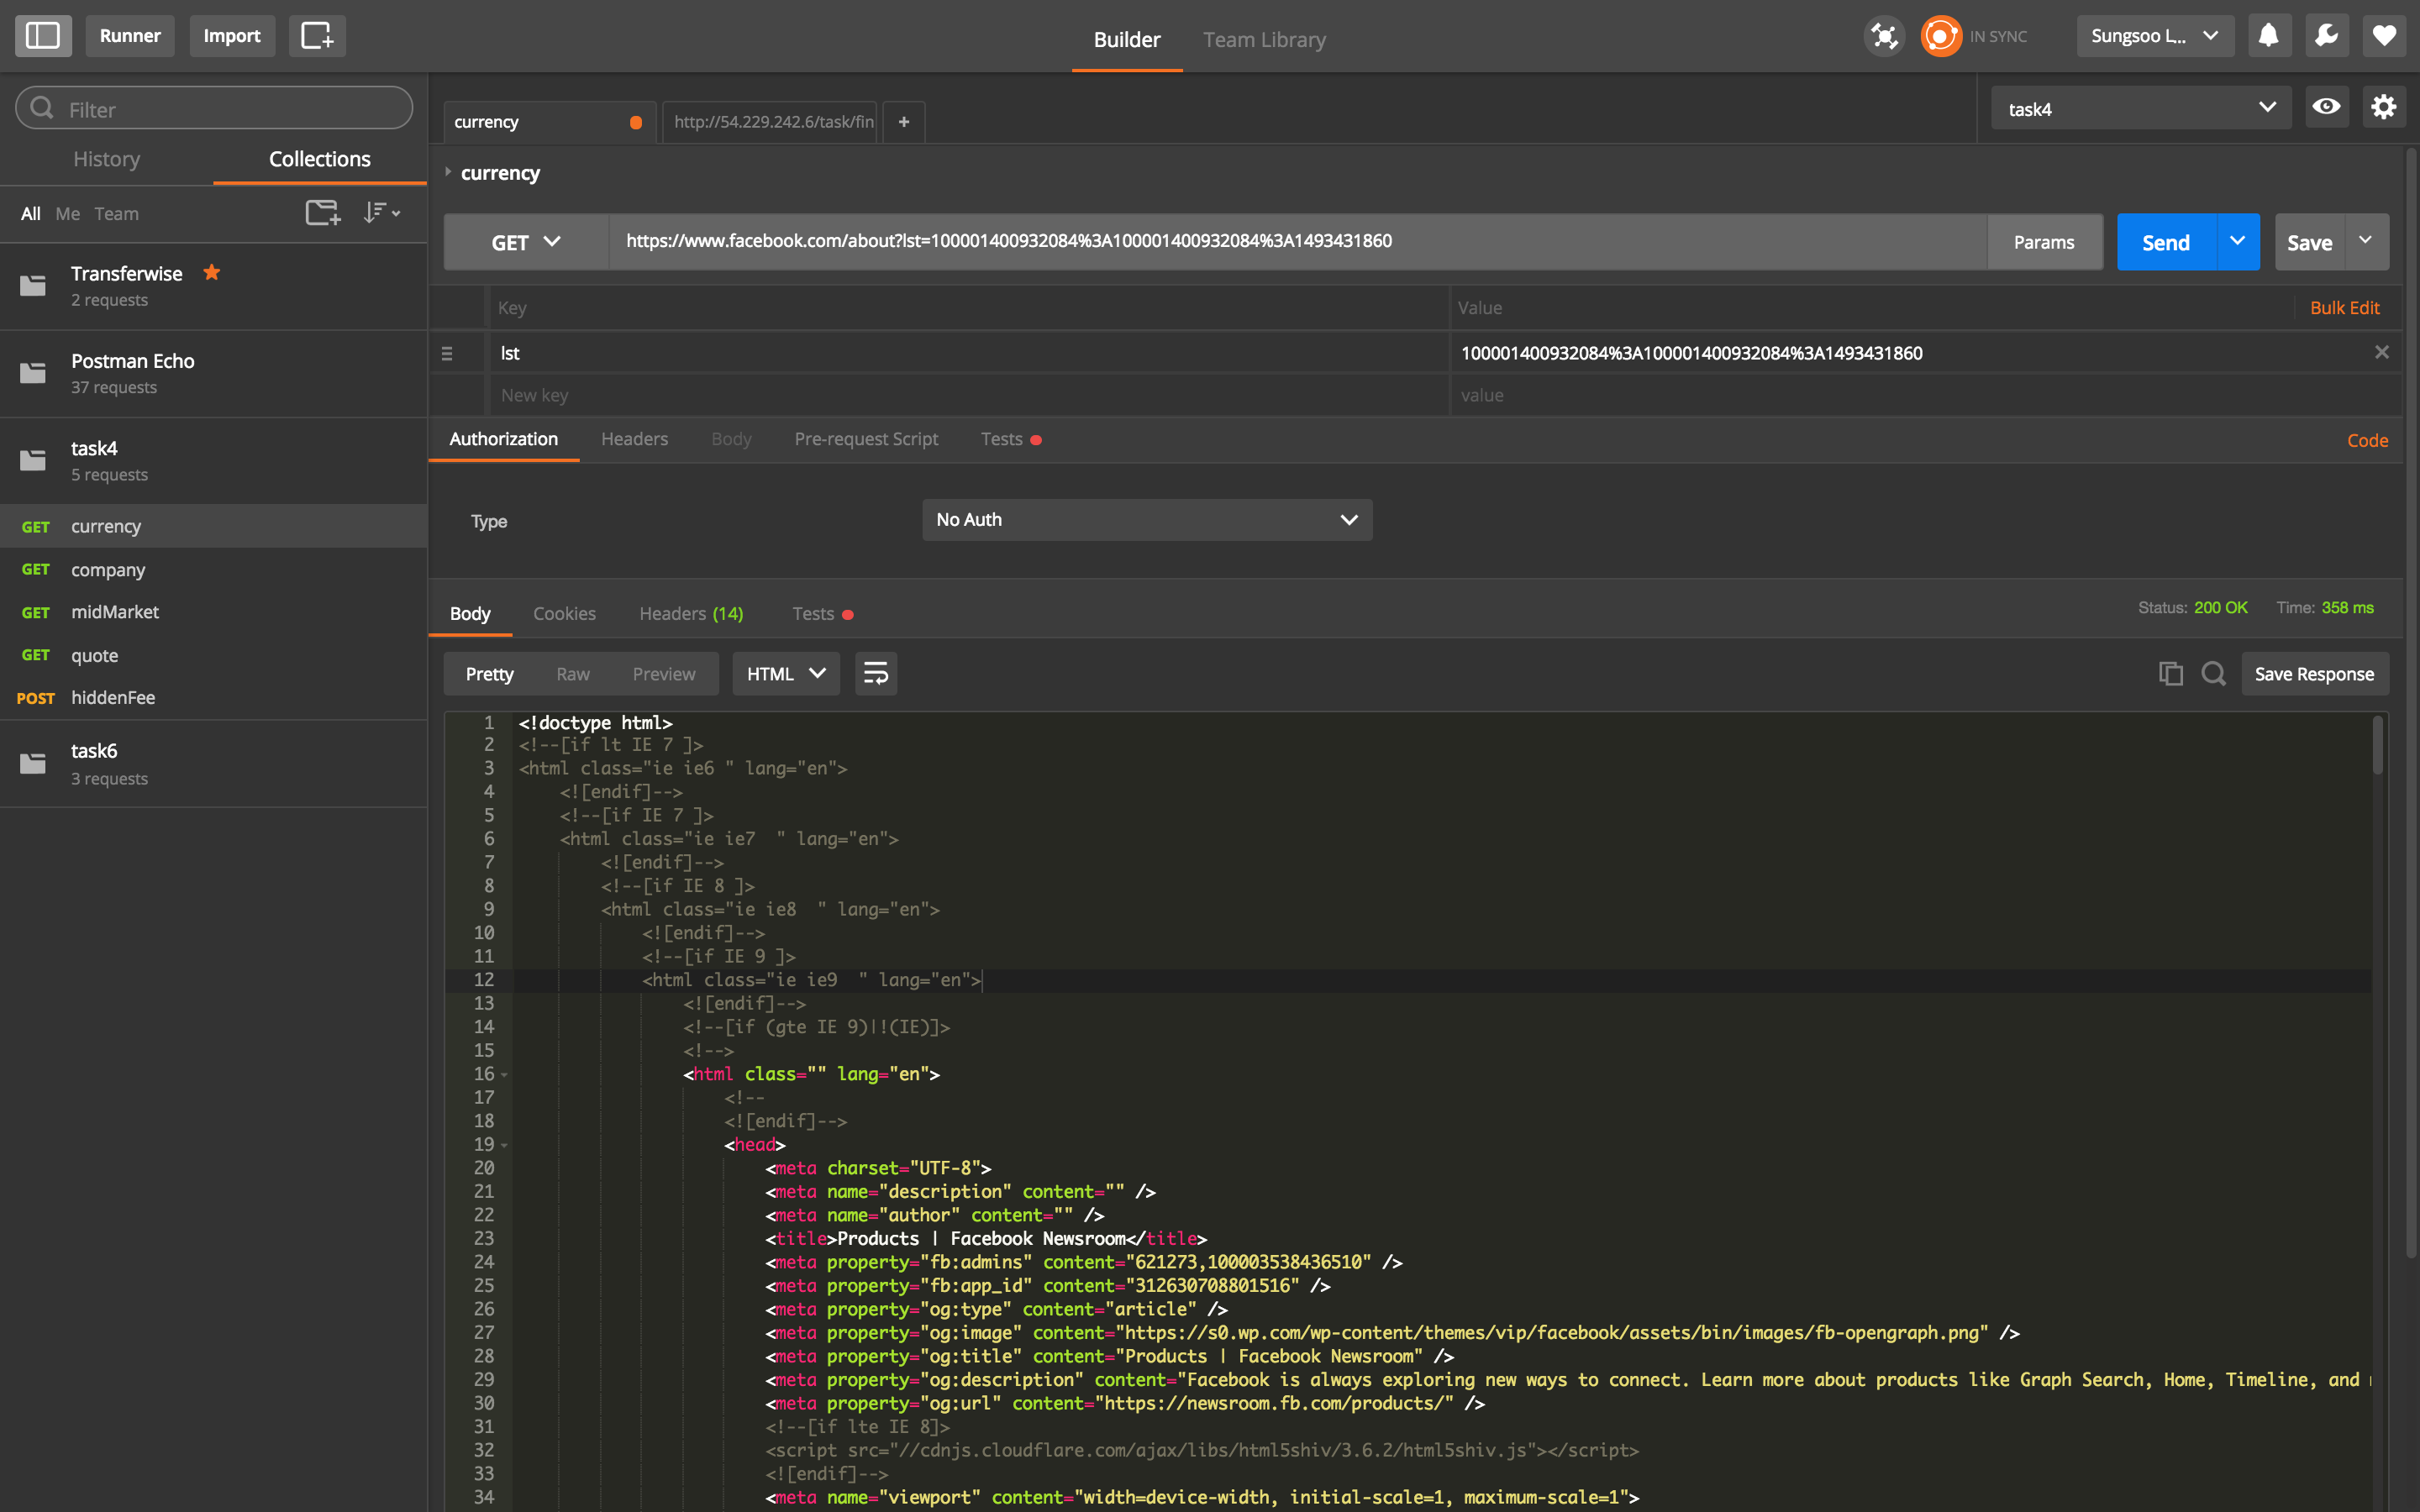 Runner Import
Builder Team Library
IN SYNC
Sungsoo L...
Filter
History Collections
All Me Team
Transferwise
2 requests
Postman Echo
37 requests
task4
5 requests
GET currency
GET company
GET midMarket
GET quote
POST hiddenFee
task6
3 requests
currency http://54.229.242.6/task/fin +
task4
currency
GET https://www.facebook.com/about?lst=100001400932084%3A100001400932084%3A1493431860 Params Send Save
Key Value Bulk Edit
lst 100001400932084%3A100001400932084%3A1493431860
New key value
Authorization Headers Body Pre-request Script Tests Code
Type No Auth
Body Cookies Headers (14) Tests Status: 200 OK Time: 358 ms
Pretty Raw Preview HTML Save Response
1 <!doctype html>
2 <!--[if lt IE 7 ]>
3 <html class="ie ie6 " lang="en">
4 <![endif]-->
5 <!--[if IE 7 ]>
6 <html class="ie ie7  " lang="en">
7 <![endif]-->
8 <!--[if IE 8 ]>
9 <html class="ie ie8  " lang="en">
10 <![endif]-->
11 <!--[if IE 9 ]>
12 <html class="ie ie9  " lang="en">
13 <![endif]-->
14 <!--[if (gte IE 9)|!(IE)]>
15 <!-->
16 <html class="" lang="en">
17 <!--
18 <![endif]-->
19 <head>
20 <meta charset="UTF-8">
21 <meta name="description" content="" />
22 <meta name="author" content="" />
23 <title>Products | Facebook Newsroom</title>
24 <meta property="fb:admins" content="621273,100003538436510" />
25 <meta property="fb:app_id" content="312630708801516" />
26 <meta property="og:type" content="article" />
27 <meta property="og:image" content="https://s0.wp.com/wp-content/themes/vip/facebook/assets/bin/images/fb-opengraph.png" />
28 <meta property="og:title" content="Products | Facebook Newsroom" />
29 <meta property="og:description" content="Facebook is always exploring new ways to connect. Learn more about products like Graph Search, Home, Timeline, and
30 <meta property="og:url" content="https://newsroom.fb.com/products/" />
31 <!--[if lte IE 8]>
32 <script src="//cdnjs.cloudflare.com/ajax/libs/html5shiv/3.6.2/html5shiv.js"></script>
33 <![endif]-->
34 <meta name="viewport" content="width=device-width, initial-scale=1, maximum-scale=1">